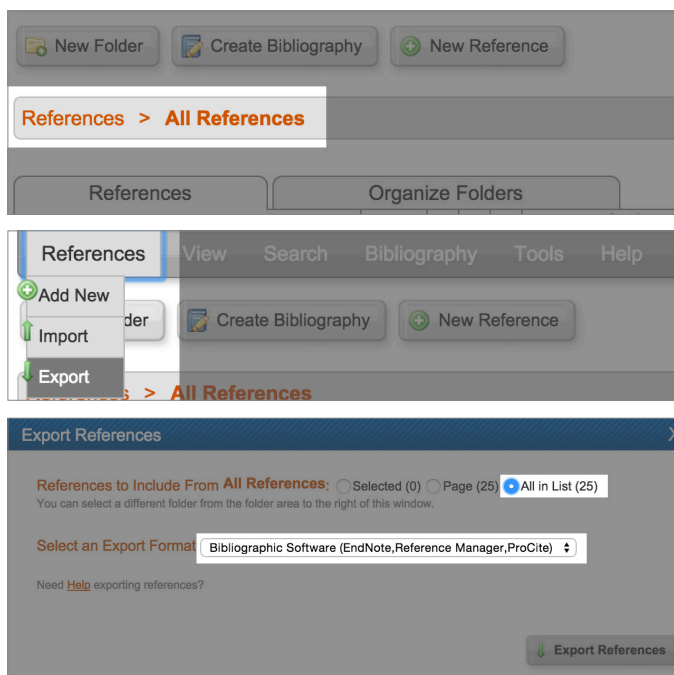 New Folder Create Bibliography New Reference
References > All References
References Organize Folders
References View Search Bibliography Tools Help
Add New
der Create Bibliography New Reference
Import
Export
> All References
Export References X
References to Include From All References: Selected (0) Page (25) All in List (25)
You can select a different folder from the folder area to the right of this window.
Select an Export Format Bibliographic Software (EndNote,Reference Manager,ProCite)
Need Help exporting references?
Export References